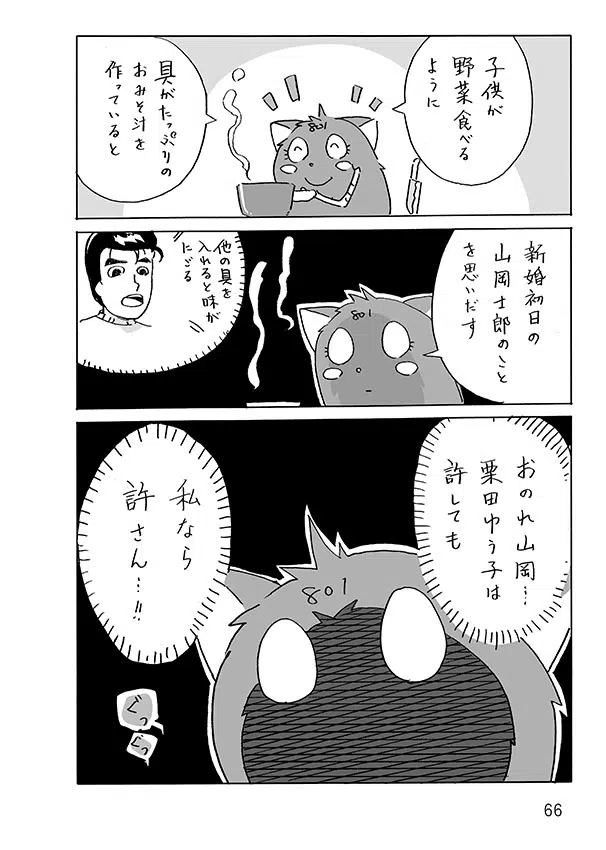 子供が
野菜食べる
ように
具がたっぷりの
おみそ汁を
作っていると
801
新婚初日の
山岡士郎のこと
を思いだす
他の具を
入れると味が
にごる
801
おのれ山岡…
栗田ゆう子は
許しても
私なら
許さん…!!
801
ぐっ
ぐっ
66